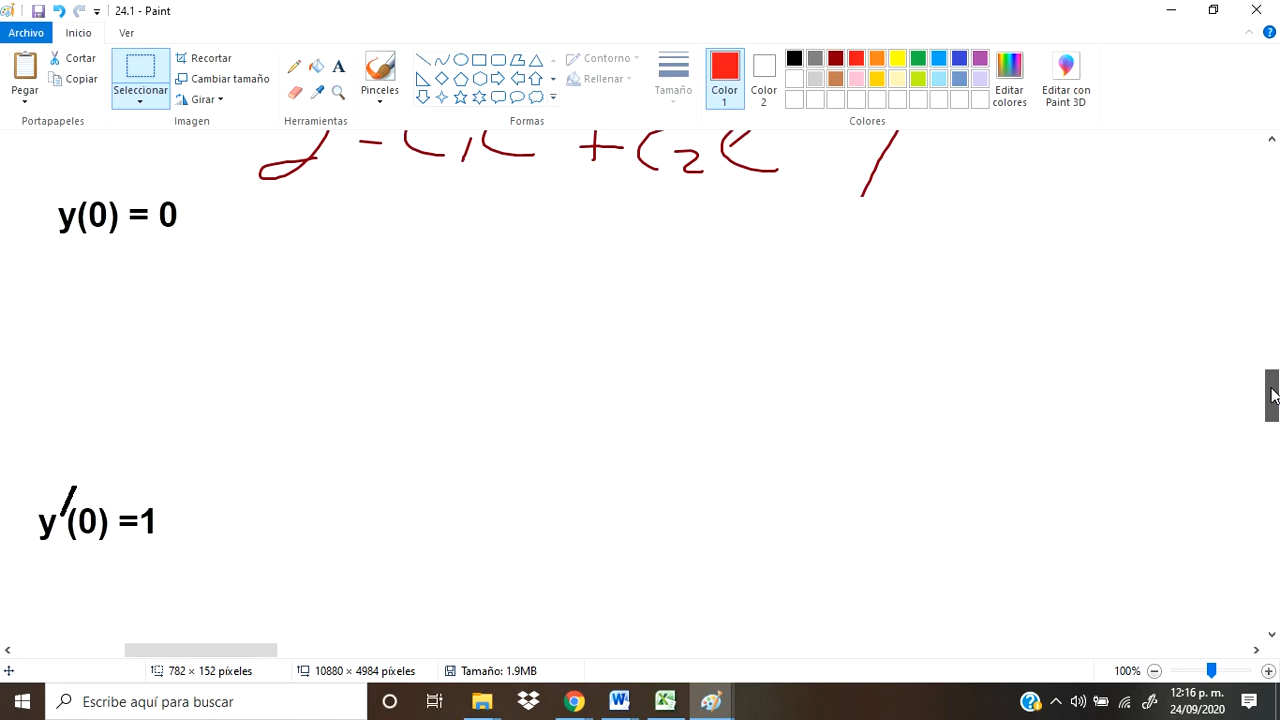 24.1 - Paint
Archivo Inicio Ver
Pegar
Cortar
Copiar
Portapapeles
Seleccionar
Recortar
Cambiar tamaño
Girar
Imagen
A
Herramientas
Pinceles
Contorno
Rellenar
Formas
Tamaño
Color 1
Color 2
Editar colores
Editar con Paint 3D
Colores
y(0) = 0
y′(0) =1
782 × 152 píxeles
10880 × 4984 píxeles
Tamaño: 1.9MB
100%
Escribe aquí para buscar
12:16 p. m.
24/09/2020